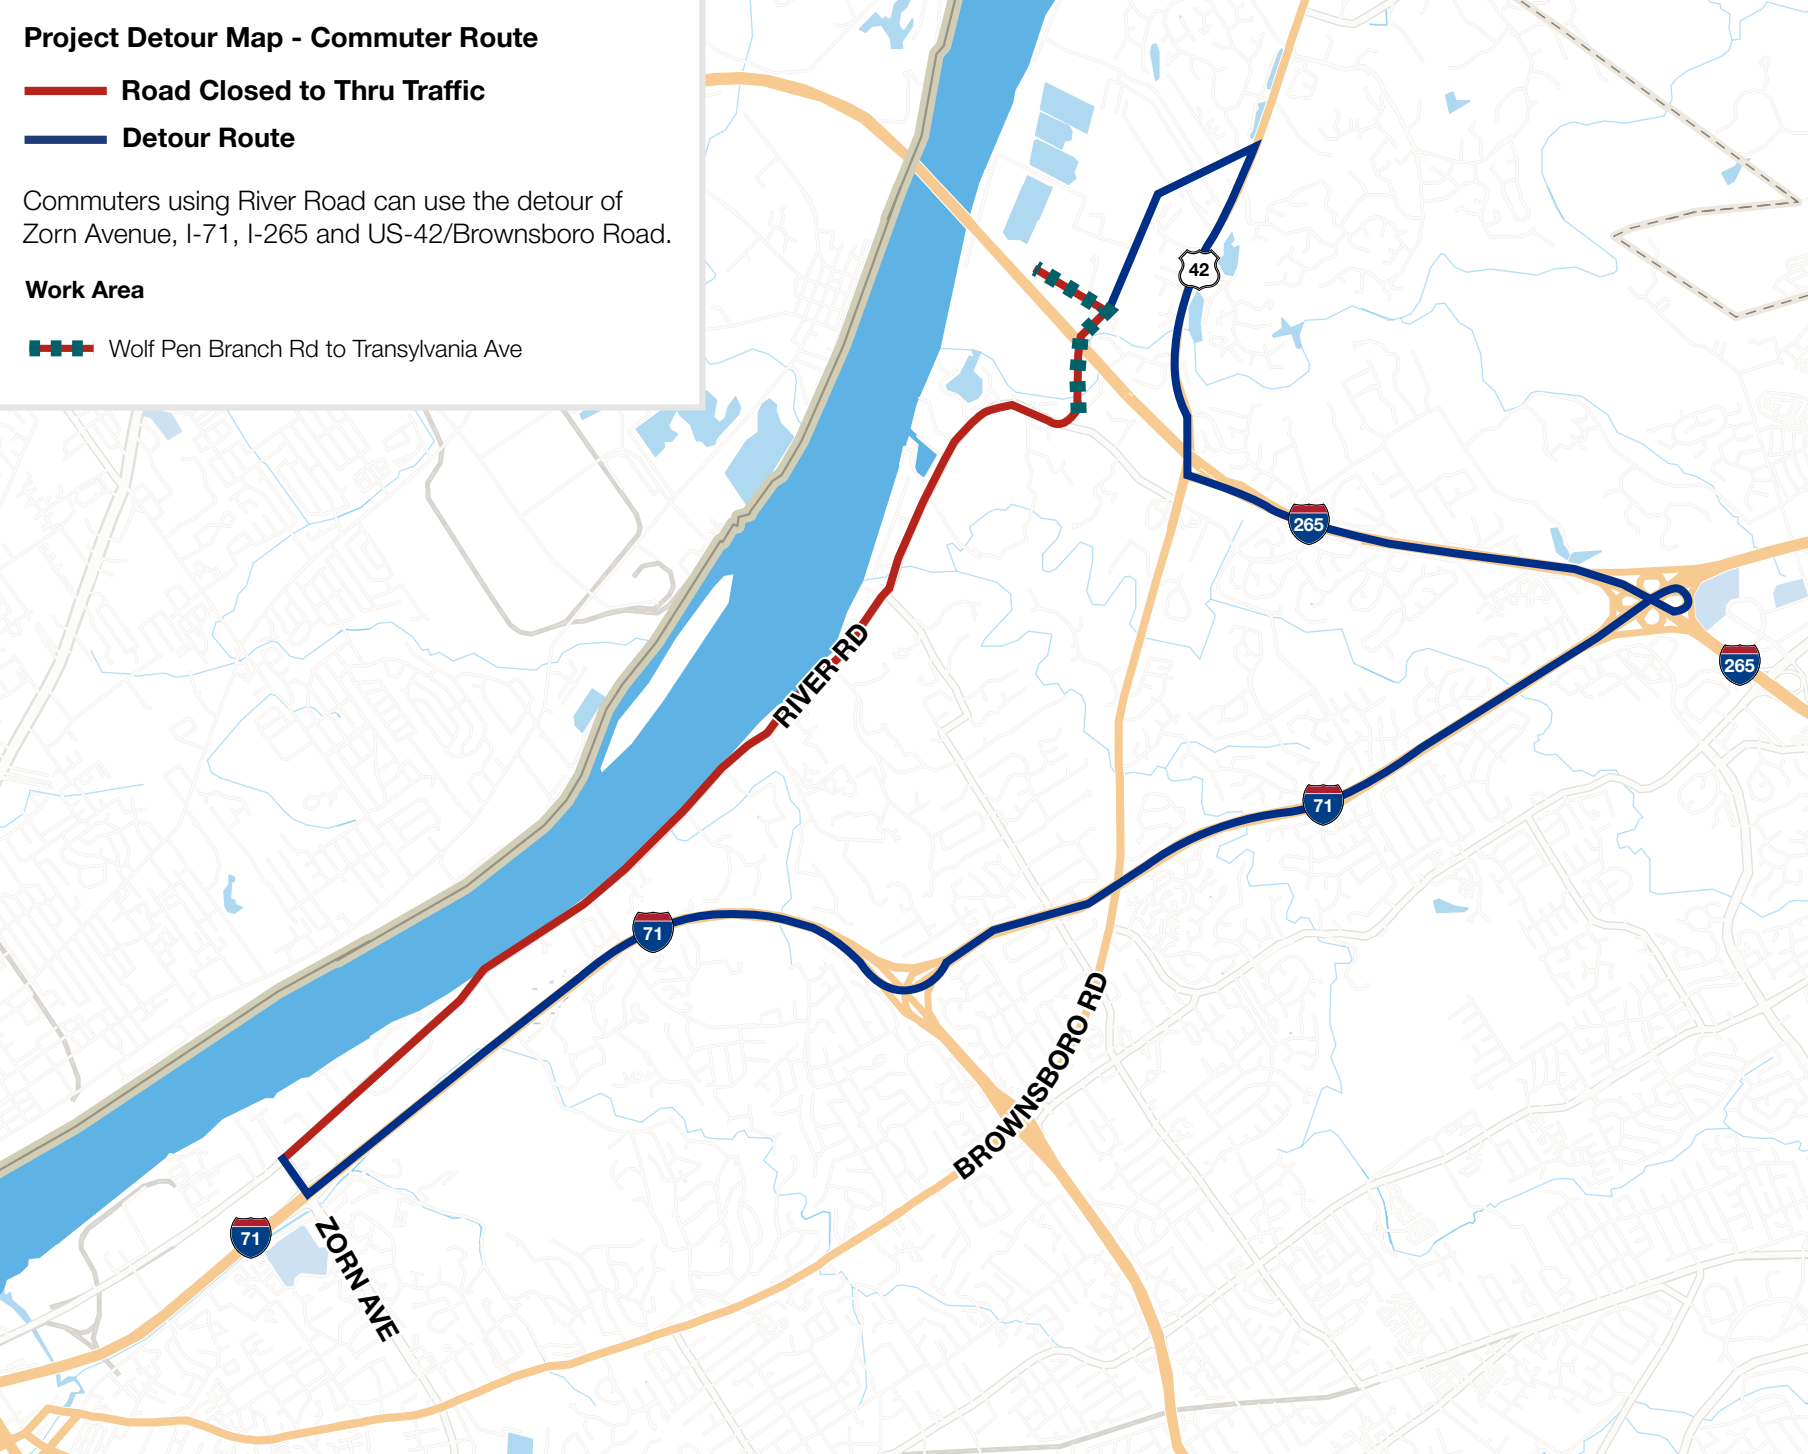 Project Detour Map - Commuter Route
Road Closed to Thru Traffic
Detour Route
Commuters using River Road can use the detour of
Zorn Avenue, I-71, I-265 and US-42/Brownsboro Road.
Work Area
Wolf Pen Branch Rd to Transylvania Ave
42
265
265
RIVER RD
71
71
BROWNSBORO RD
71
ZORN AVE